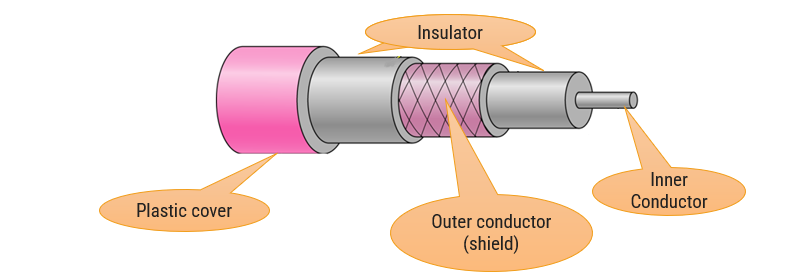 Insulator
Plastic cover
Outer conductor
(shield)
Inner
Conductor